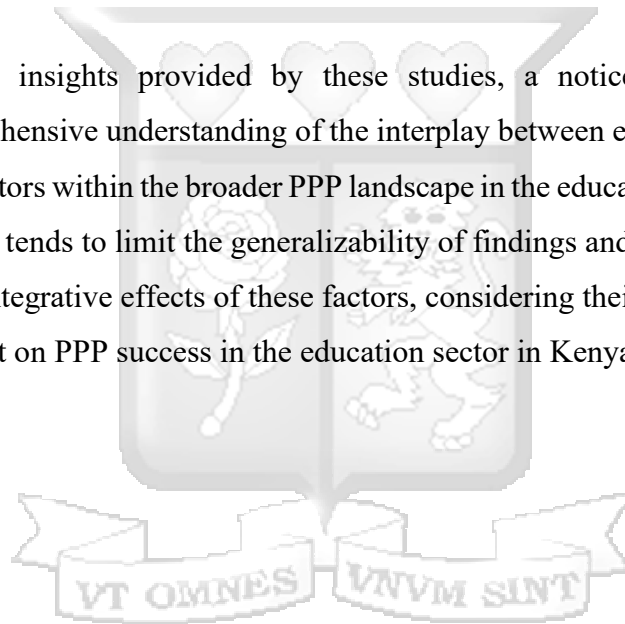 insights provided by these studies, a notice
hensive understanding of the interplay between e
tors within the broader PPP landscape in the educa
tends to limit the generalizability of findings and
ntegrative effects of these factors, considering thei
t on PPP success in the education sector in Kenya
VT OMNES VNVM SINT